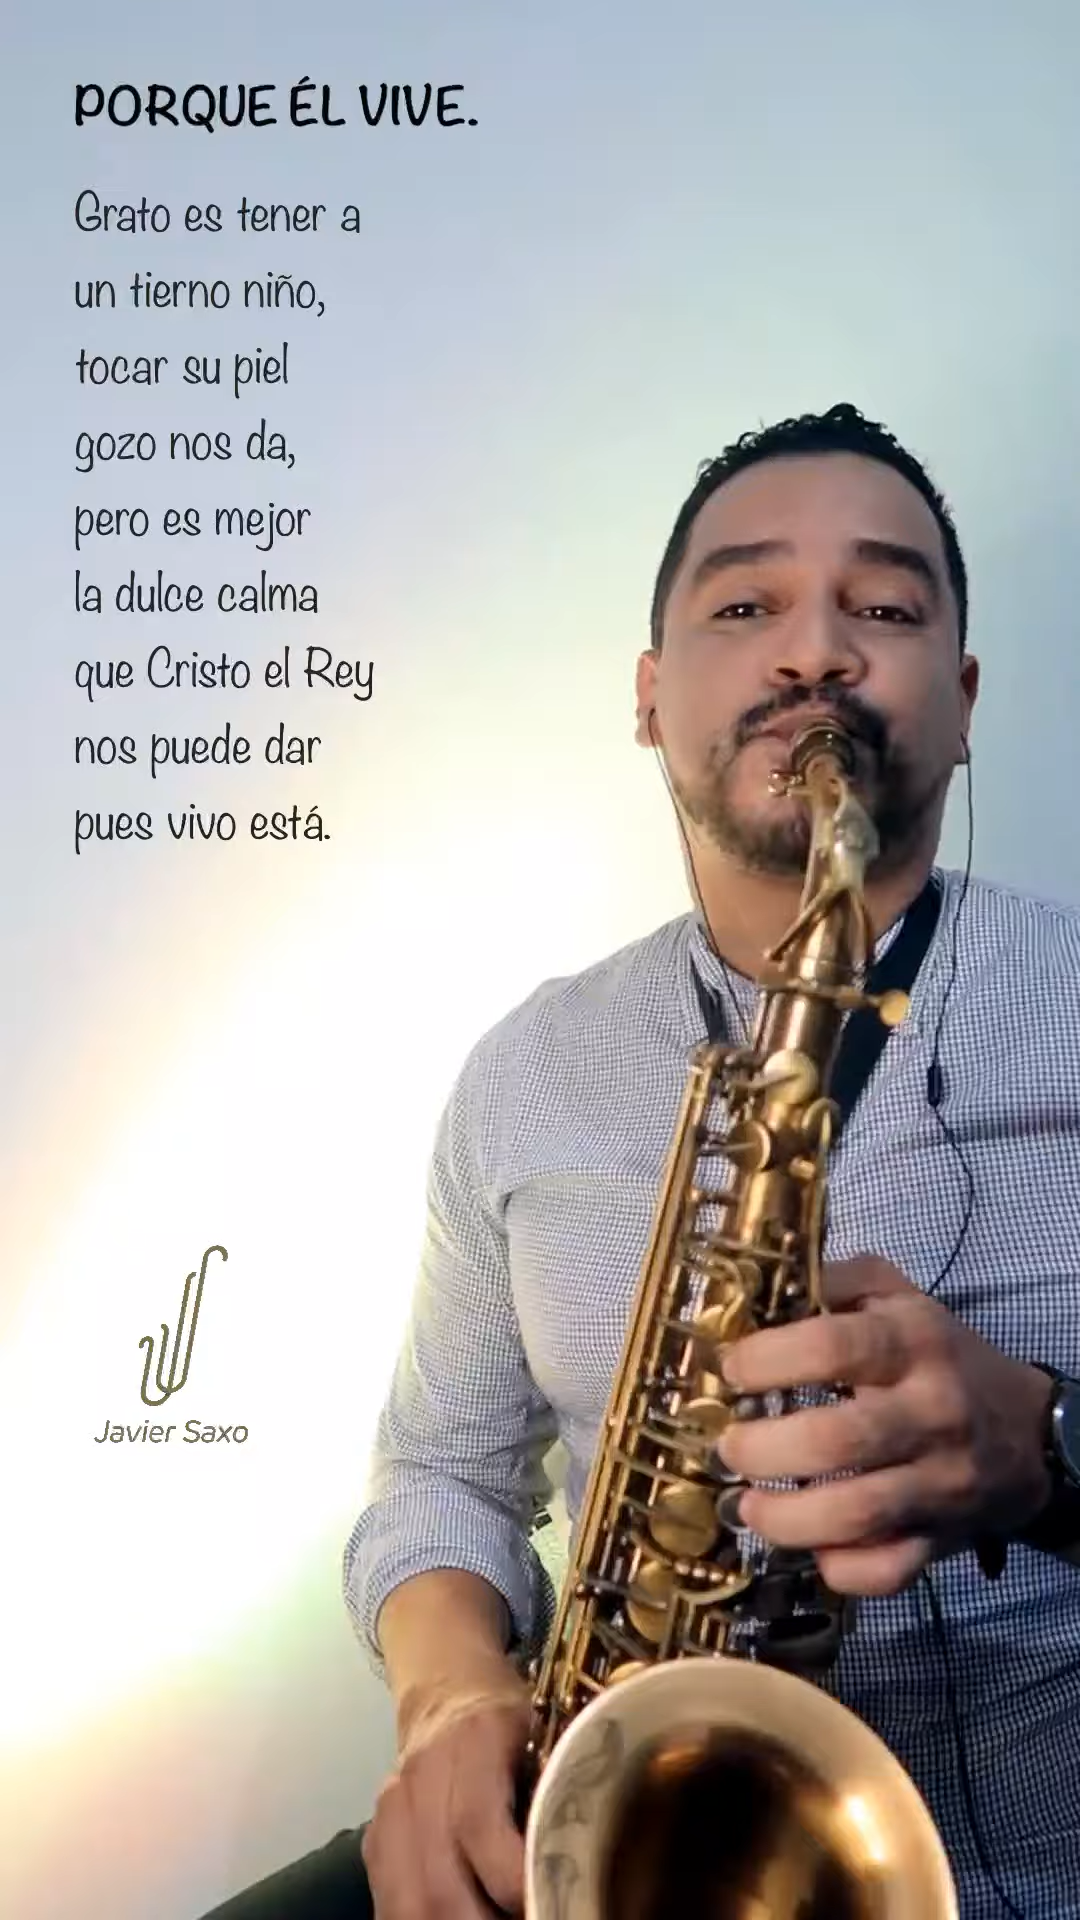 PORQUE ÉL VIVE.
Grato es tener a
un tierno niño,
tocar su piel
gozo nos da,
pero es mejor
la dulce calma
que Cristo el Rey
nos puede dar
pues vivo está.
Javier Saxo